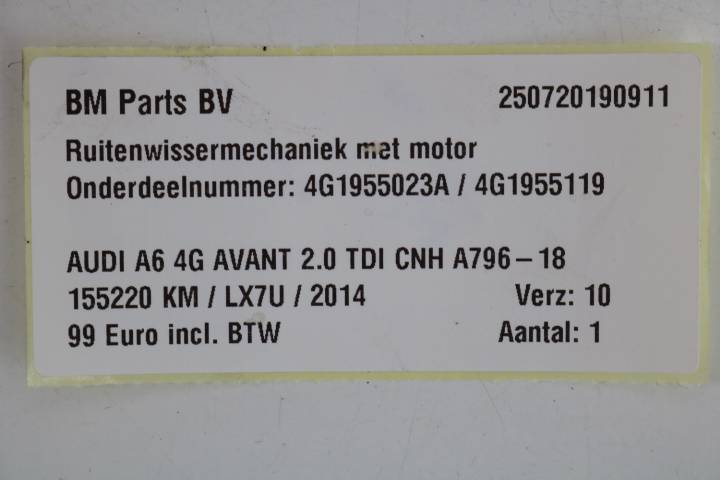 BM Parts BV 250720190911
Ruitenwissermechaniek met motor
Onderdeelnummer: 4G1955023A / 4G1955119
AUDI A6 4G AVANT 2.0 TDI CNH A796-18
155220 KM / LX7U / 2014 Verz: 10
99 Euro incl. BTW Aantal: 1